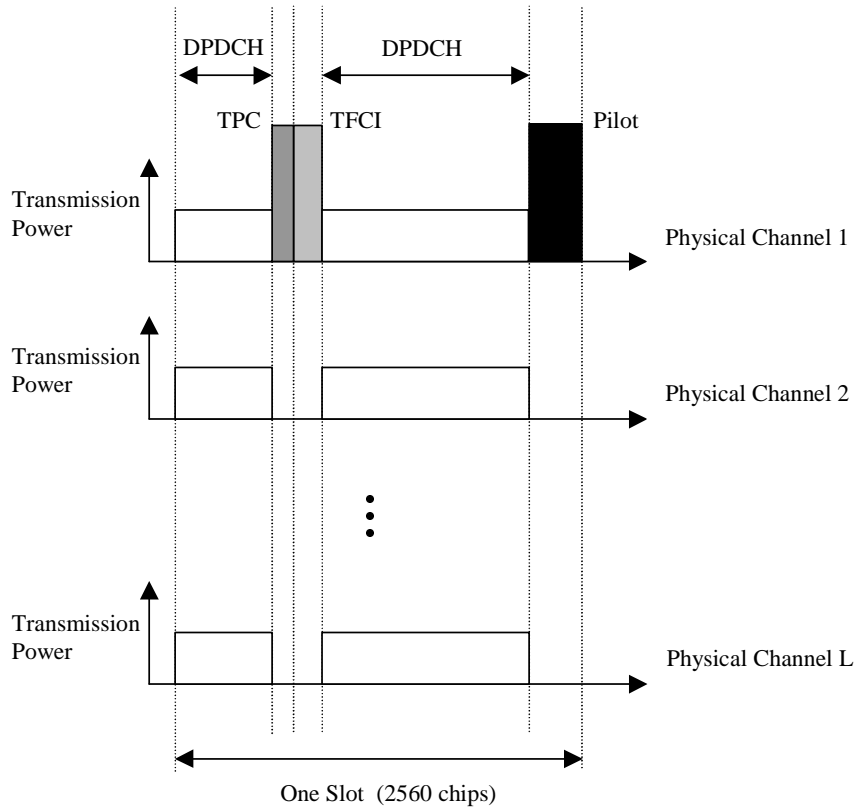 DPDCH
DPDCH
TPC
TFCI
Pilot
Transmission
Power
Physical Channel 1
Transmission
Power
Physical Channel 2
Transmission
Power
Physical Channel L
One Slot (2560 chips)